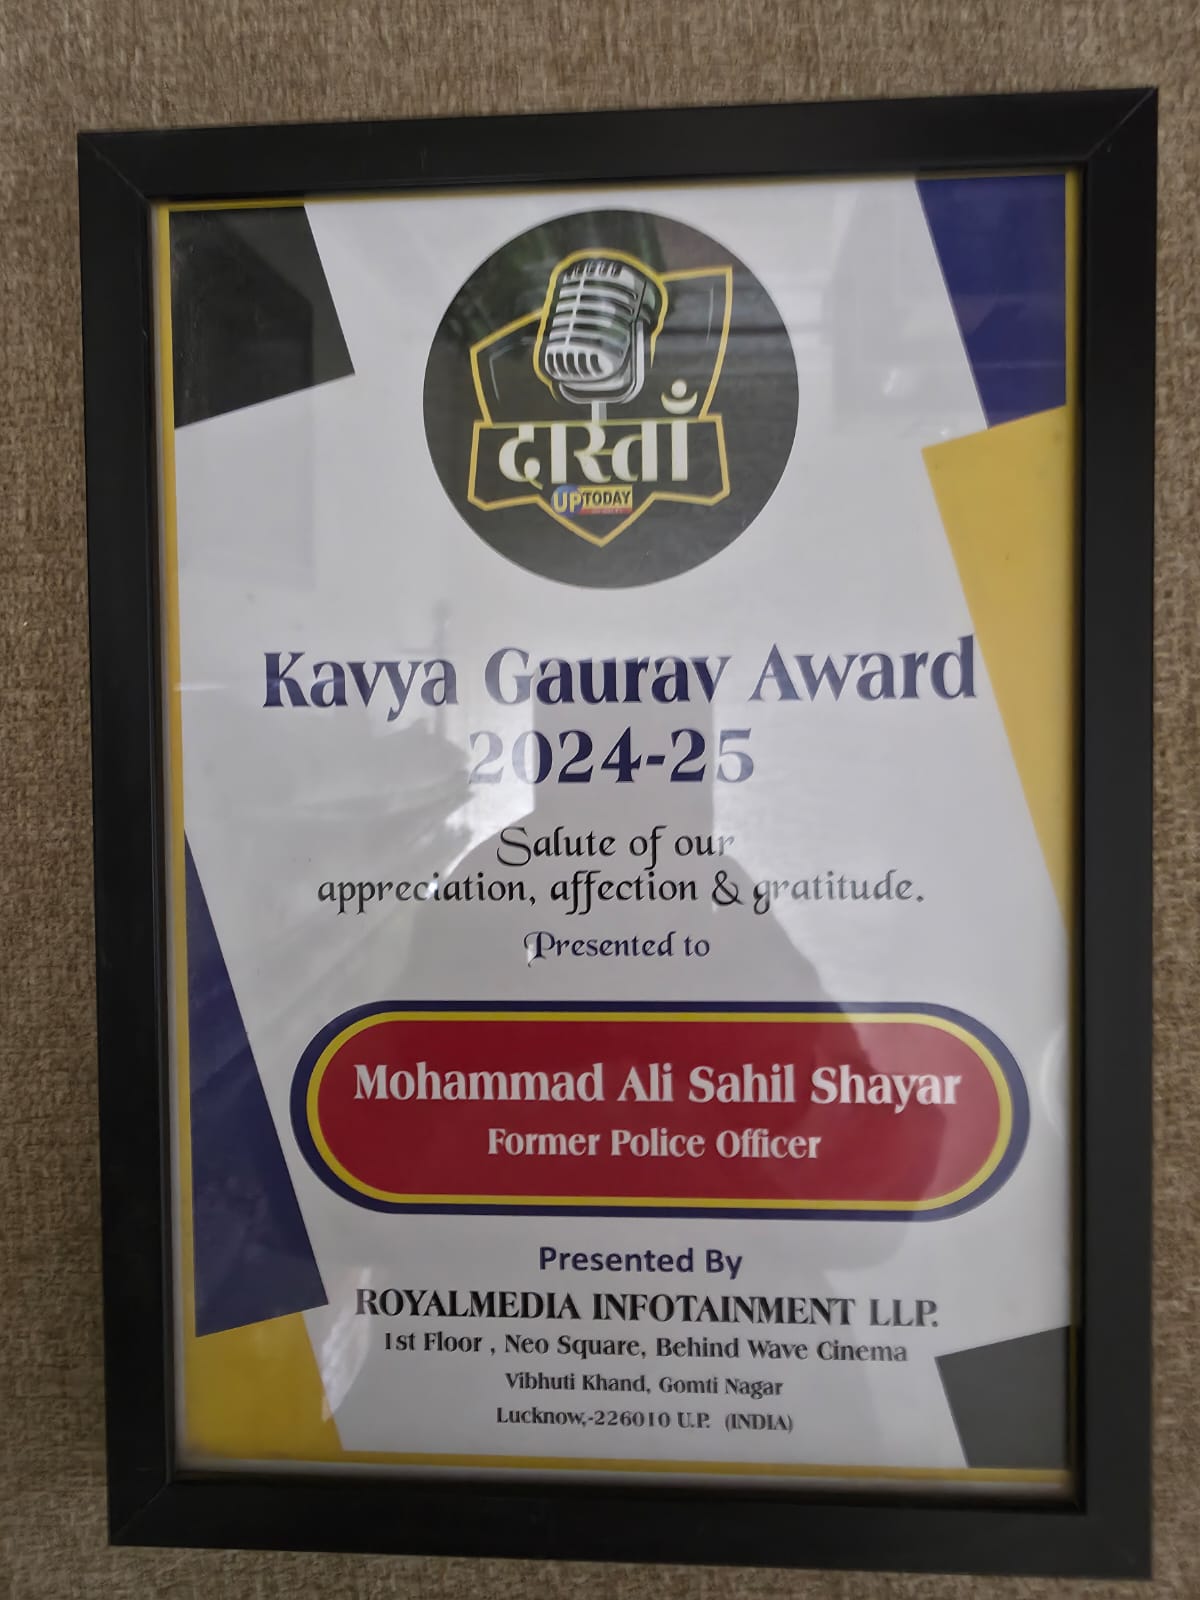 दास्ताँ
UP TODAY
Kavya Gaurav Award
2024-25
Salute of our
appreciation, affection & gratitude.
Presented to
Mohammad Ali Sahil Shayar
Former Police Officer
Presented By
ROYALMEDIA INFOTAINMENT LLP.
1st Floor , Neo Square, Behind Wave Cinema
Vibhuti Khand, Gomti Nagar
Lucknow,-226010 U.P. (INDIA)